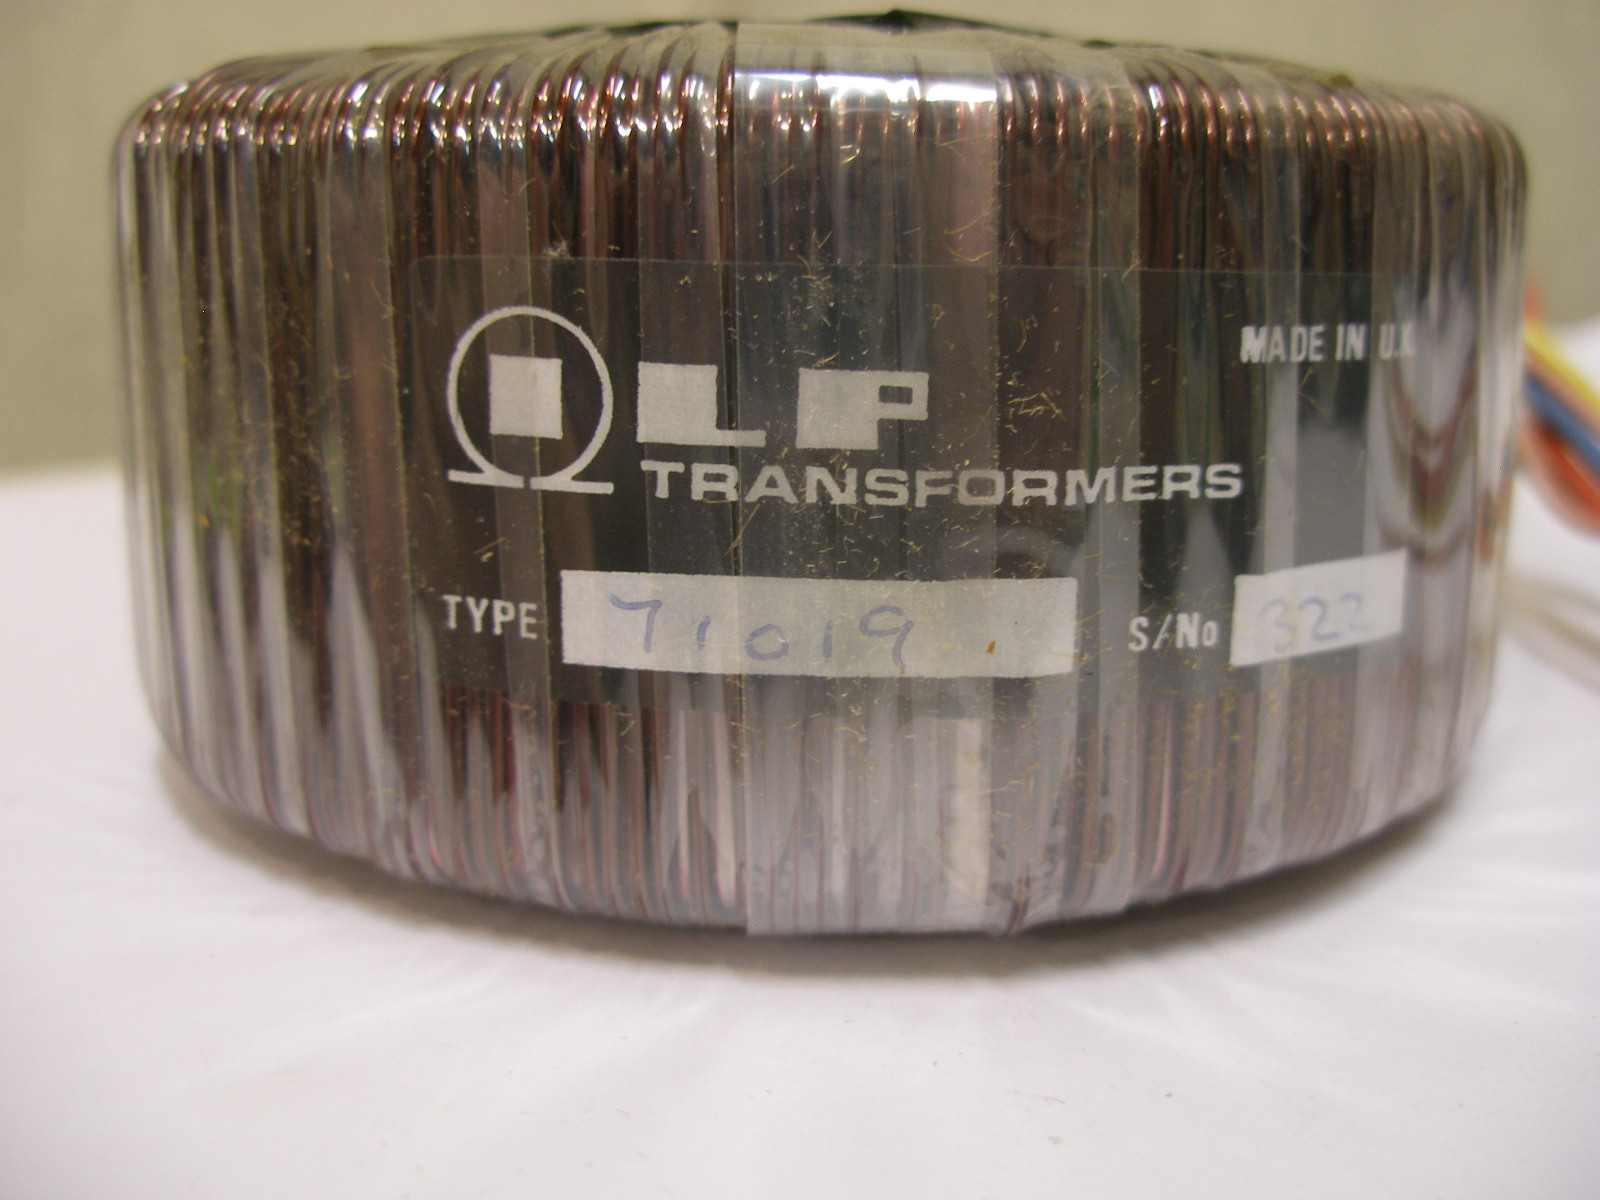 MADE IN U.K.
ILP
TRANSFORMERS
TYPE 71019 S/No 322